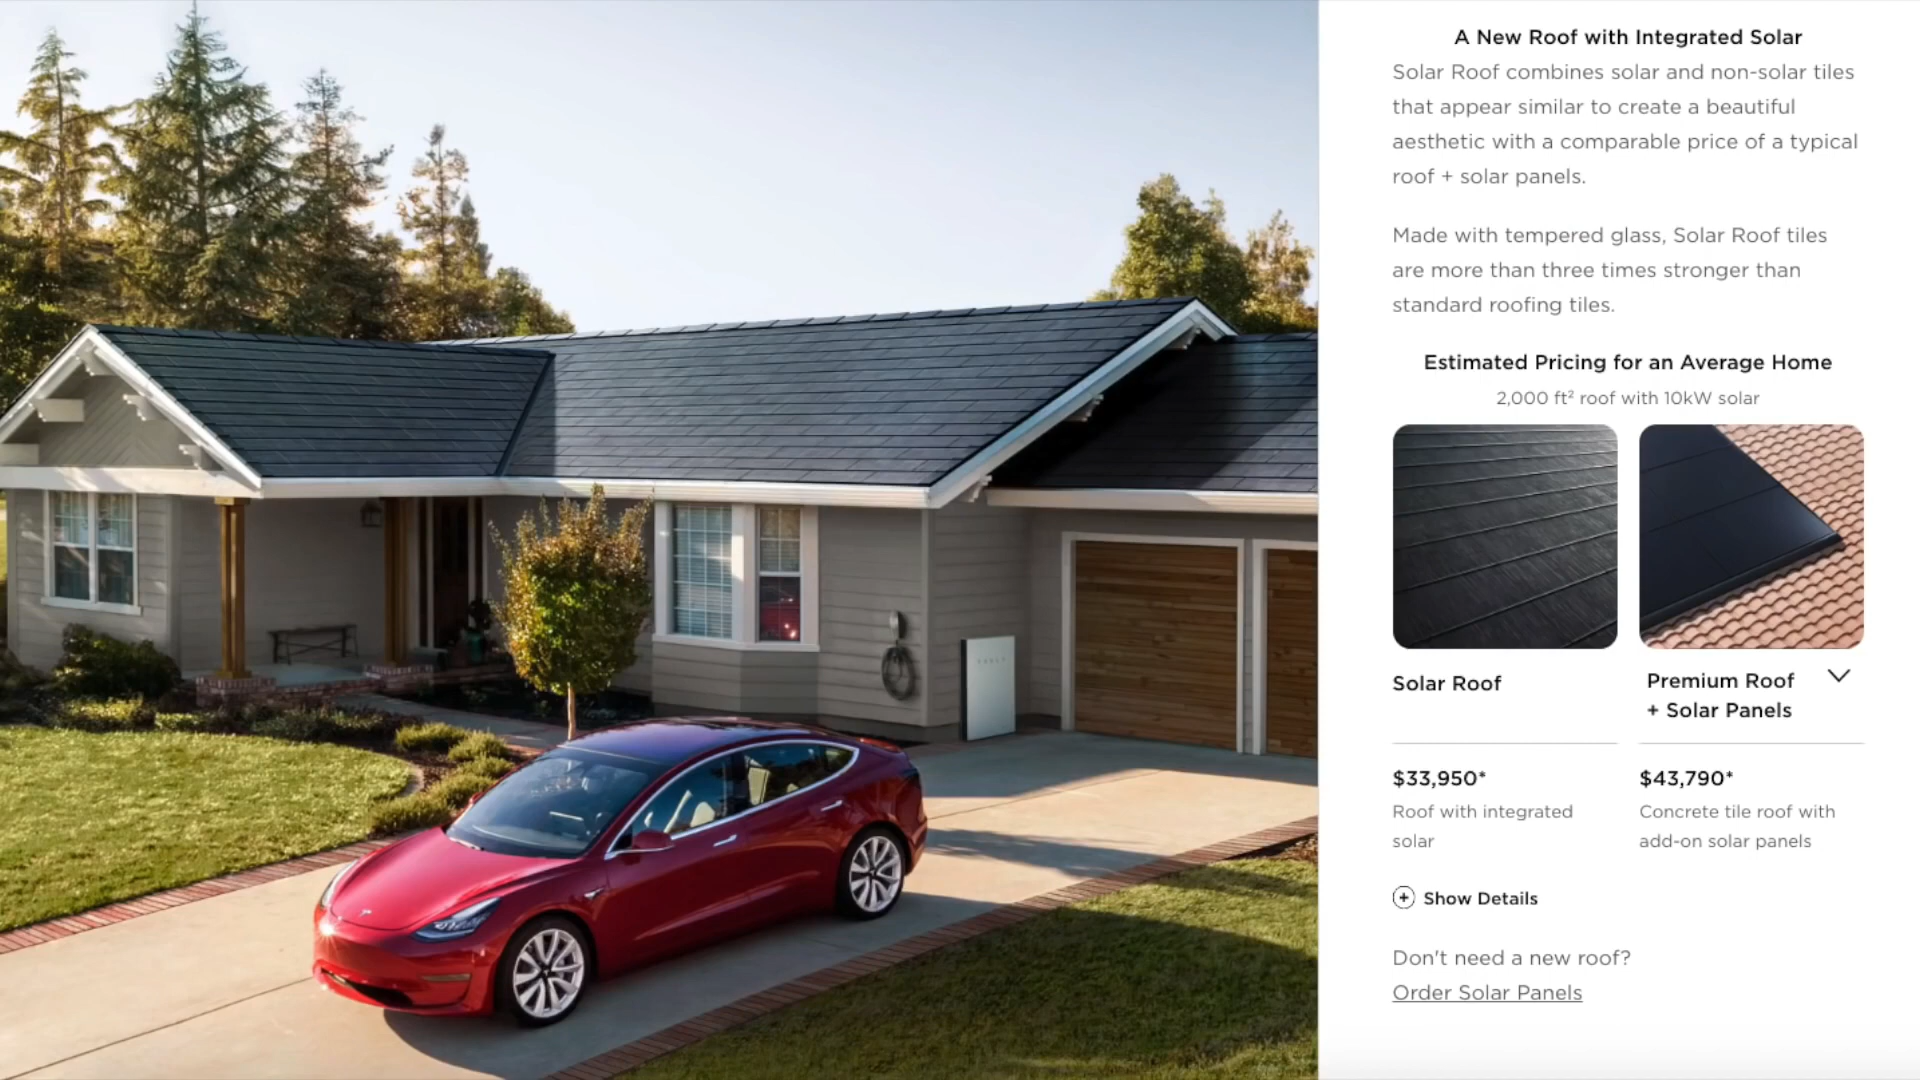 A New Roof with Integrated Solar
Solar Roof combines solar and non-solar tiles
that appear similar to create a beautiful
aesthetic with a comparable price of a typical
roof + solar panels.
Made with tempered glass, Solar Roof tiles
are more than three times stronger than
standard roofing tiles.
Estimated Pricing for an Average Home
2,000 ft² roof with 10kW solar
Solar Roof
Premium Roof
+ Solar Panels
$33,950*
Roof with integrated
solar
$43,790*
Concrete tile roof with
add-on solar panels
Show Details
Don't need a new roof?
Order Solar Panels